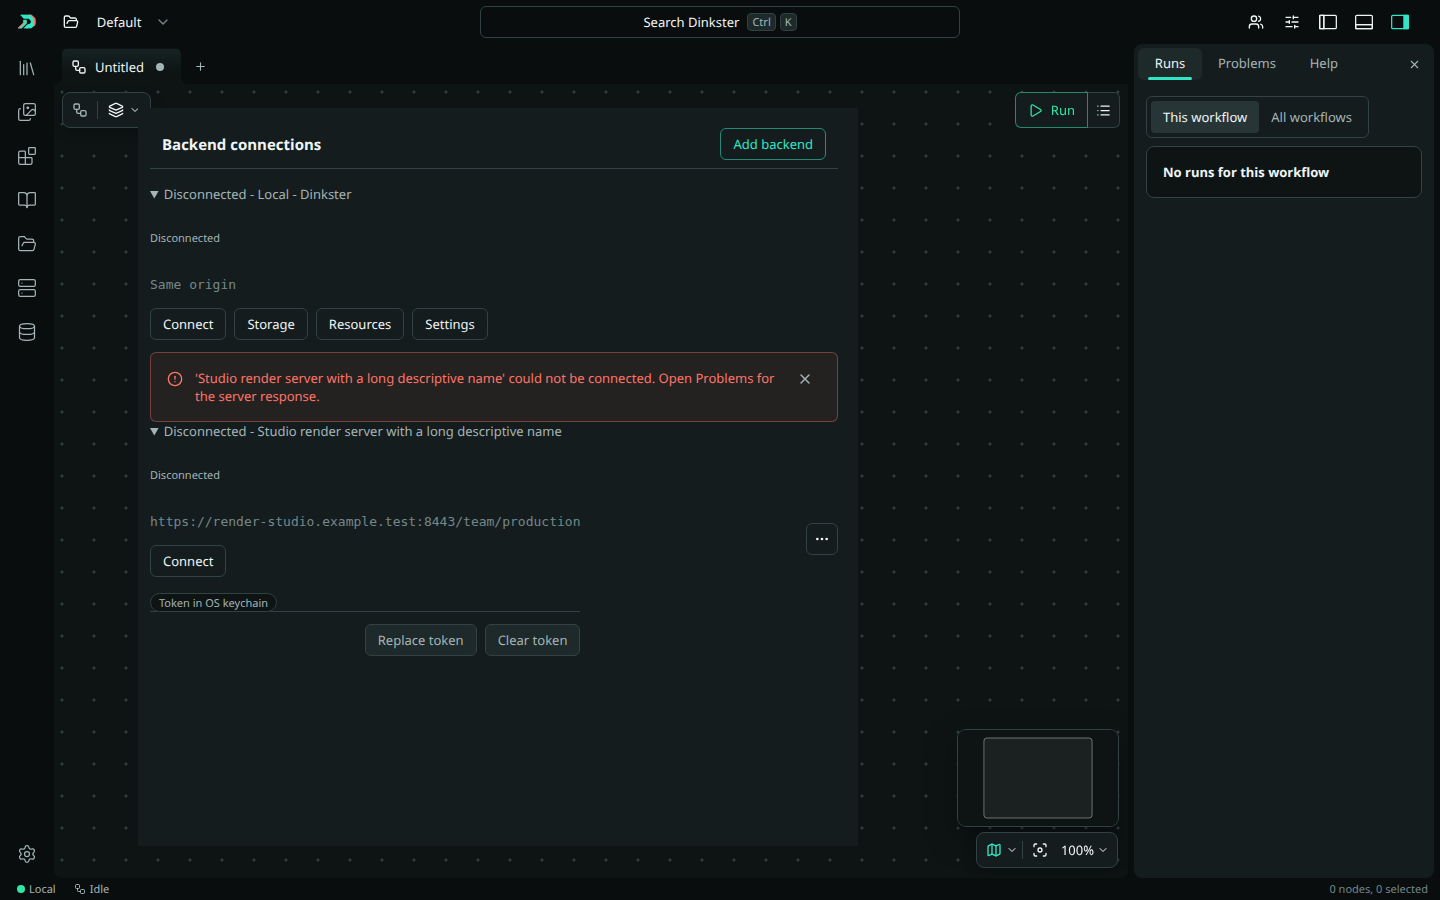 Default
Search Dinkster Ctrl K
Untitled
Run
Runs Problems Help
This workflow All workflows
No runs for this workflow
Backend connections
Add backend
Disconnected - Local - Dinkster
Disconnected
Same origin
Connect Storage Resources Settings
'Studio render server with a long descriptive name' could not be connected. Open Problems for
the server response.
Disconnected - Studio render server with a long descriptive name
Disconnected
https://render-studio.example.test:8443/team/production
Connect
Token in OS keychain
Replace token Clear token
100%
Local Idle
0 nodes, 0 selected